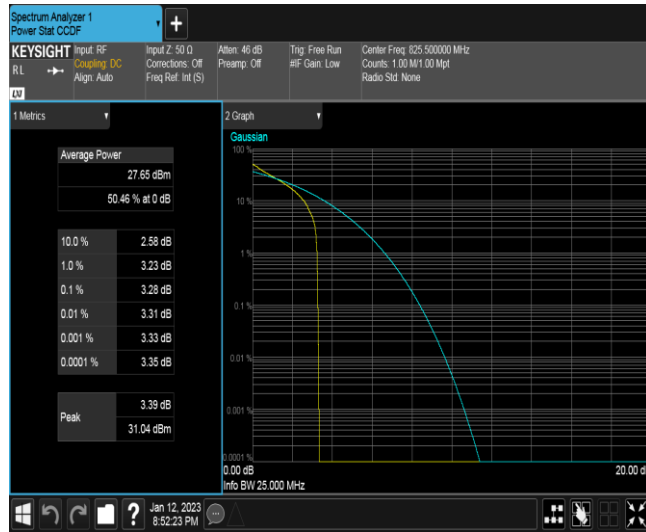 Spectrum Analyzer 1
Power Stat CCDF
+
KEYSIGHT
RL
LXI
Input: RF
Coupling: DC
Align: Auto
Input Z: 50 Ω
Corrections: Off
Freq Ref: Int (S)
Atten: 46 dB
Preamp: Off
Trig: Free Run
#IF Gain: Low
Center Freq: 825.500000 MHz
Counts: 1.00 M/1.00 Mpt
Radio Std: None
1 Metrics
Average Power
27.65 dBm
50.46 % at 0 dB
10.0 % 2.58 dB
1.0 % 3.23 dB
0.1 % 3.28 dB
0.01 % 3.31 dB
0.001 % 3.33 dB
0.0001 % 3.35 dB
Peak
3.39 dB
31.04 dBm
2 Graph
Gaussian
100 %
10 %
1 %
0.1 %
0.01 %
0.001 %
0.0001 %
0.00 dB
20.00 d
Info BW 25.000 MHz
?
Jan 12, 2023
8:52:23 PM